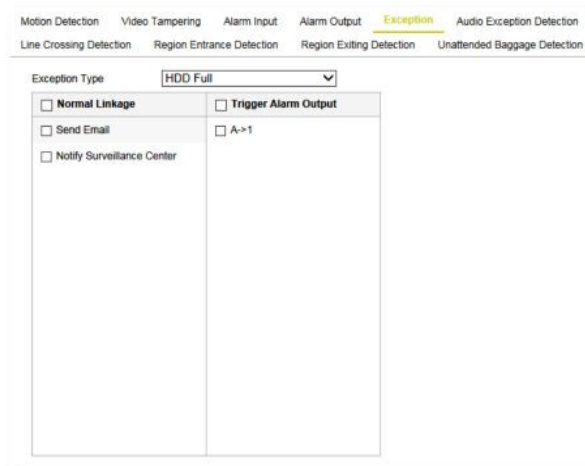 Motion Detection Video Tampering Alarm Input Alarm Output Exception Audio Exception Detection
Line Crossing Detection Region Entrance Detection Region Exiting Detection Unattended Baggage Detection
Exception Type HDD Full
Normal Linkage Trigger Alarm Output
Send Email A->1
Notify Surveillance Center